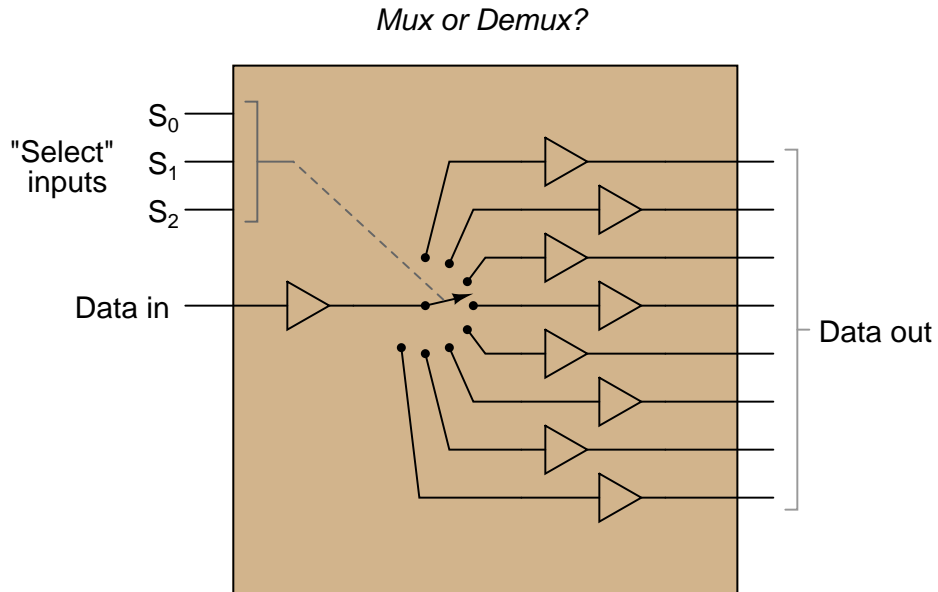 Mux or Demux?
S0
"Select"
S1
inputs
S2
Data in
Data out